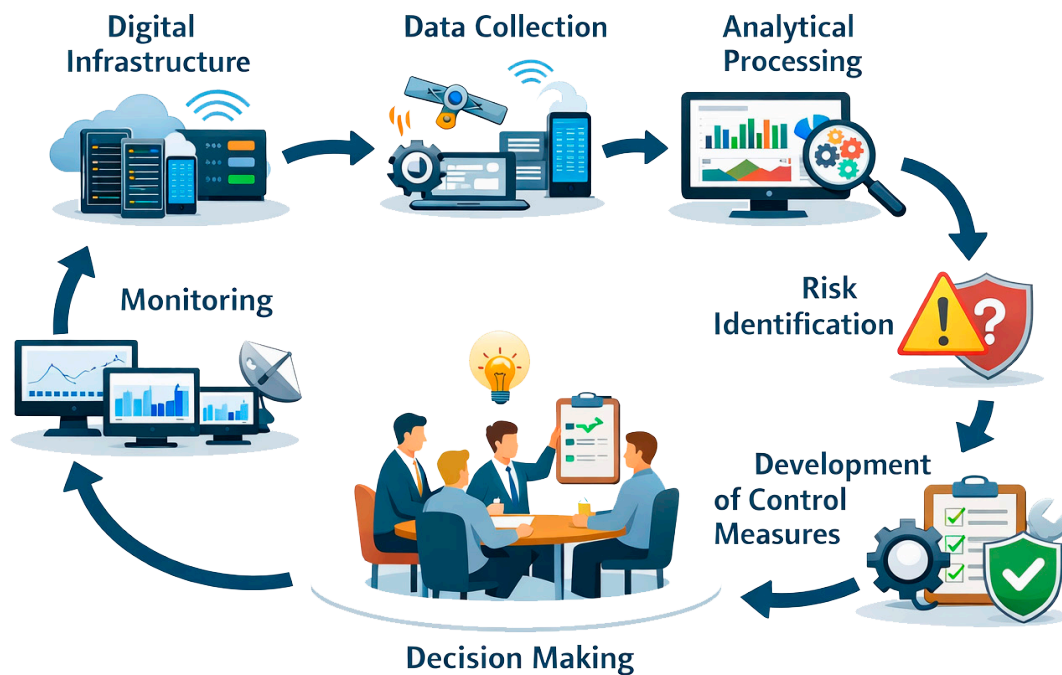 Digital
Infrastructure
Data Collection
Analytical
Processing
Risk
Identification
Development
of Control
Measures
Decision Making
Monitoring